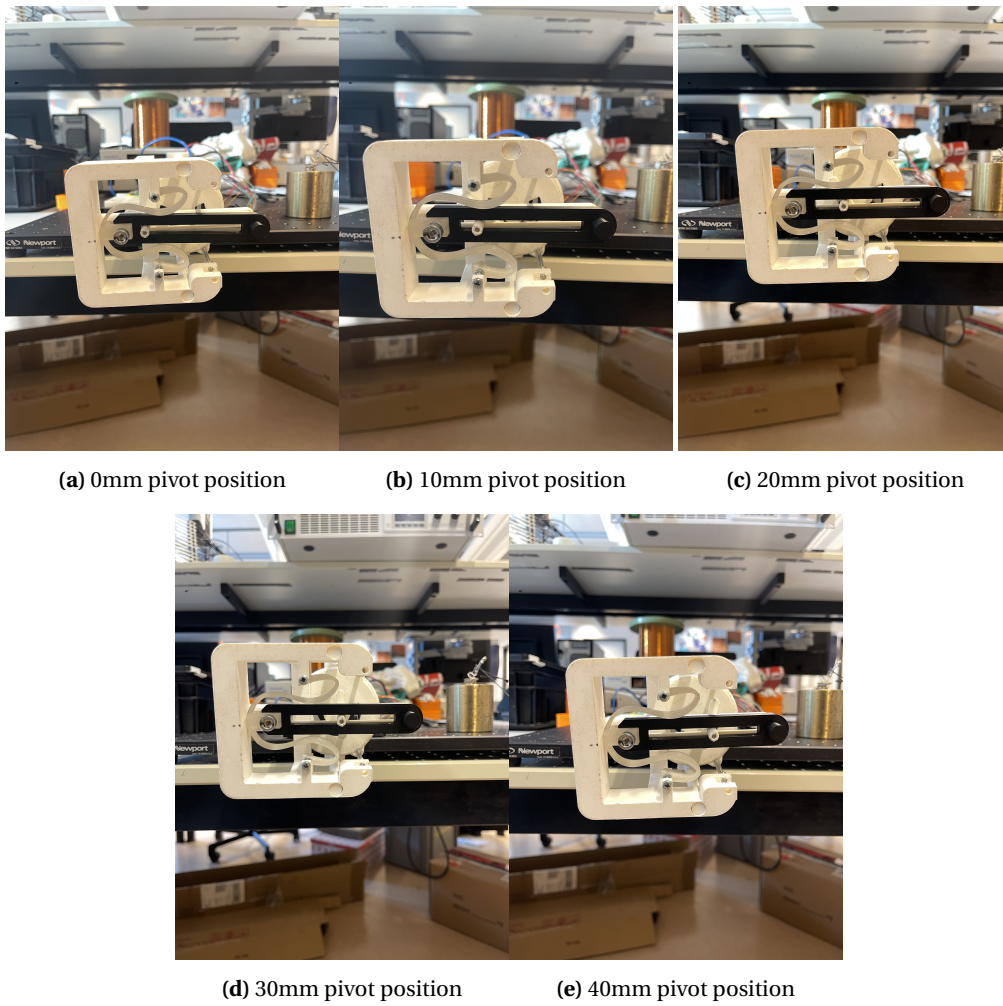 Newport
Newport
Newport
(a) 0mm pivot position
(b) 10mm pivot position
(c) 20mm pivot position
Newport
Newport
(d) 30mm pivot position
(e) 40mm pivot position